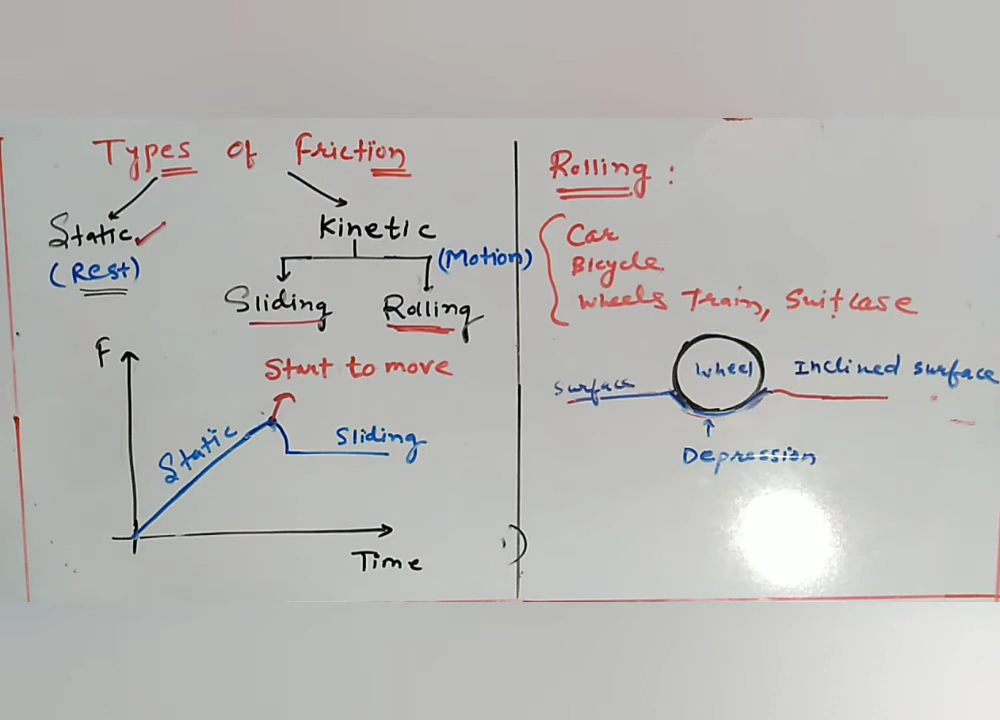 Types of Friction
Static
(Rest)
Kinetic
(Motion)
Sliding
Rolling
F
Start to move
Static
Sliding
Time
Rolling :
Car
Bicycle
Wheels Train, Suitcase
Surface
Wheel
Inclined surface
Depression